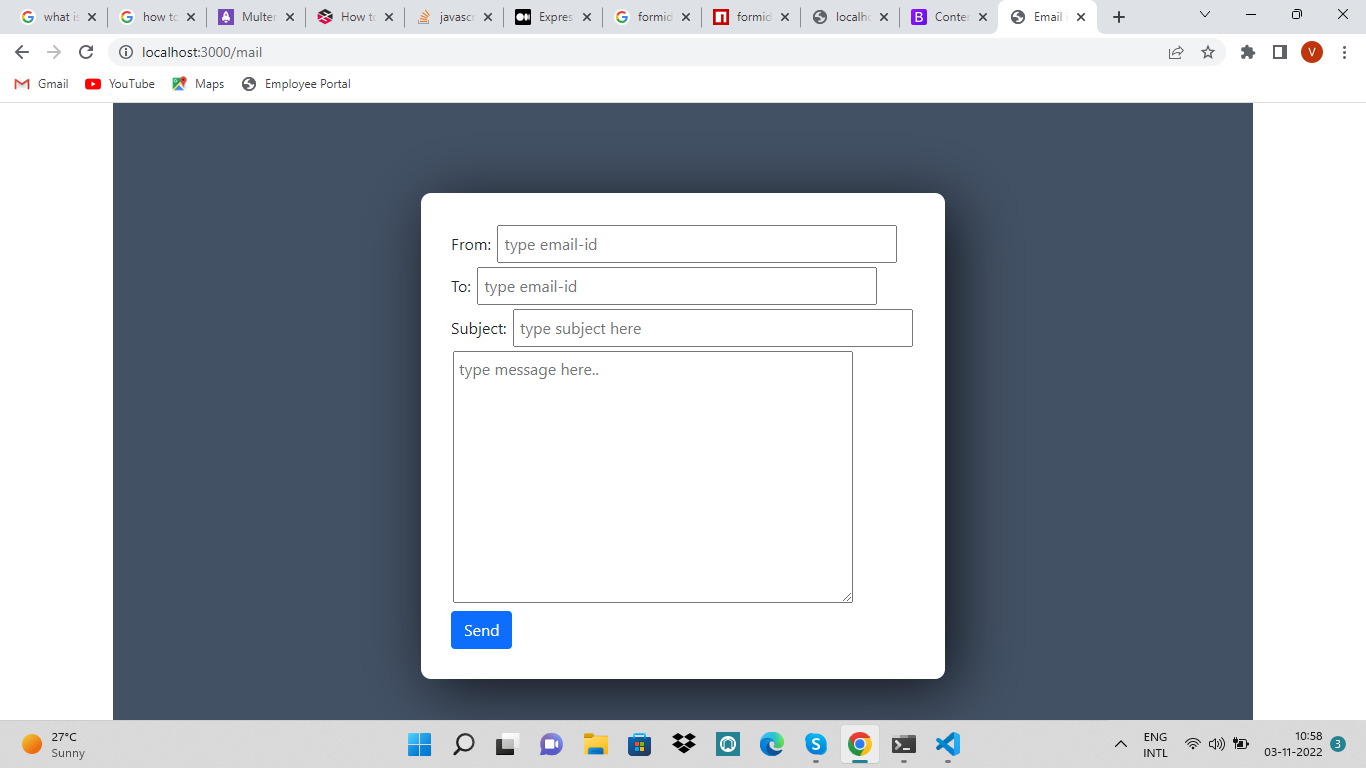 what is
how to
Multer
How to
javascr
Expres
formid
formid
localho
Conten
Email
localhost:3000/mail
V
Gmail
YouTube
Maps
Employee Portal
From: type email-id
To: type email-id
Subject: type subject here
type message here..
Send
27°C
Sunny
ENG
INTL
10:58
03-11-2022
3